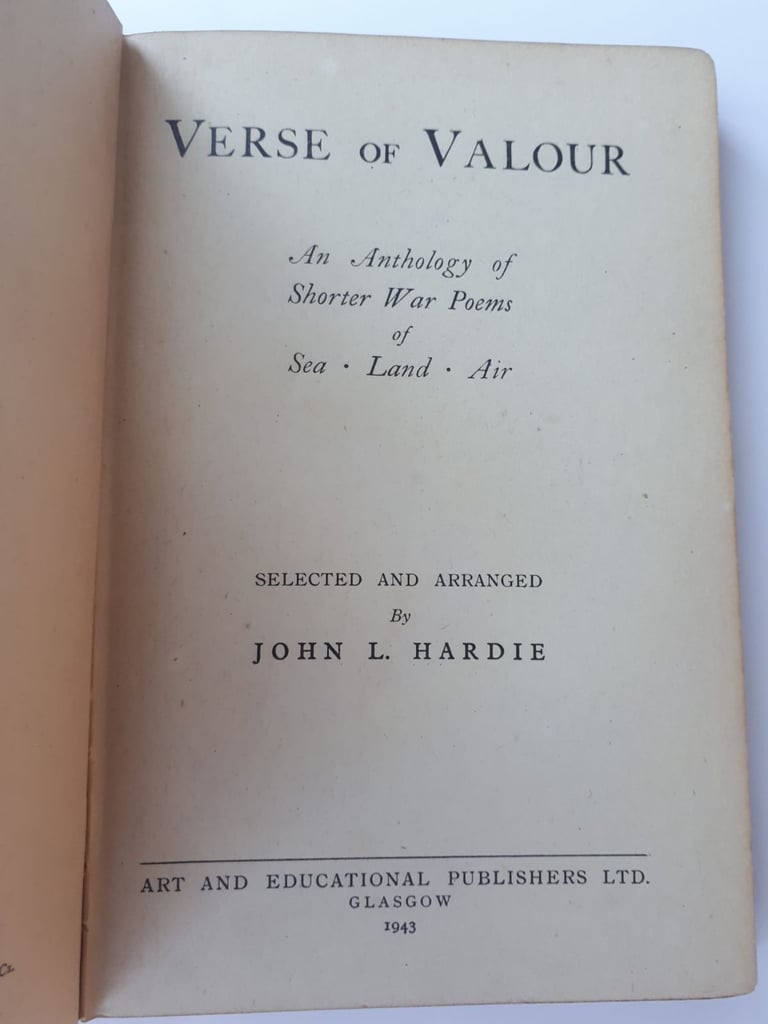 VERSE OF VALOUR
An Anthology of
Shorter War Poems
of
Sea · Land · Air
SELECTED AND ARRANGED
By
JOHN L. HARDIE
ART AND EDUCATIONAL PUBLISHERS LTD.
GLASGOW
1943